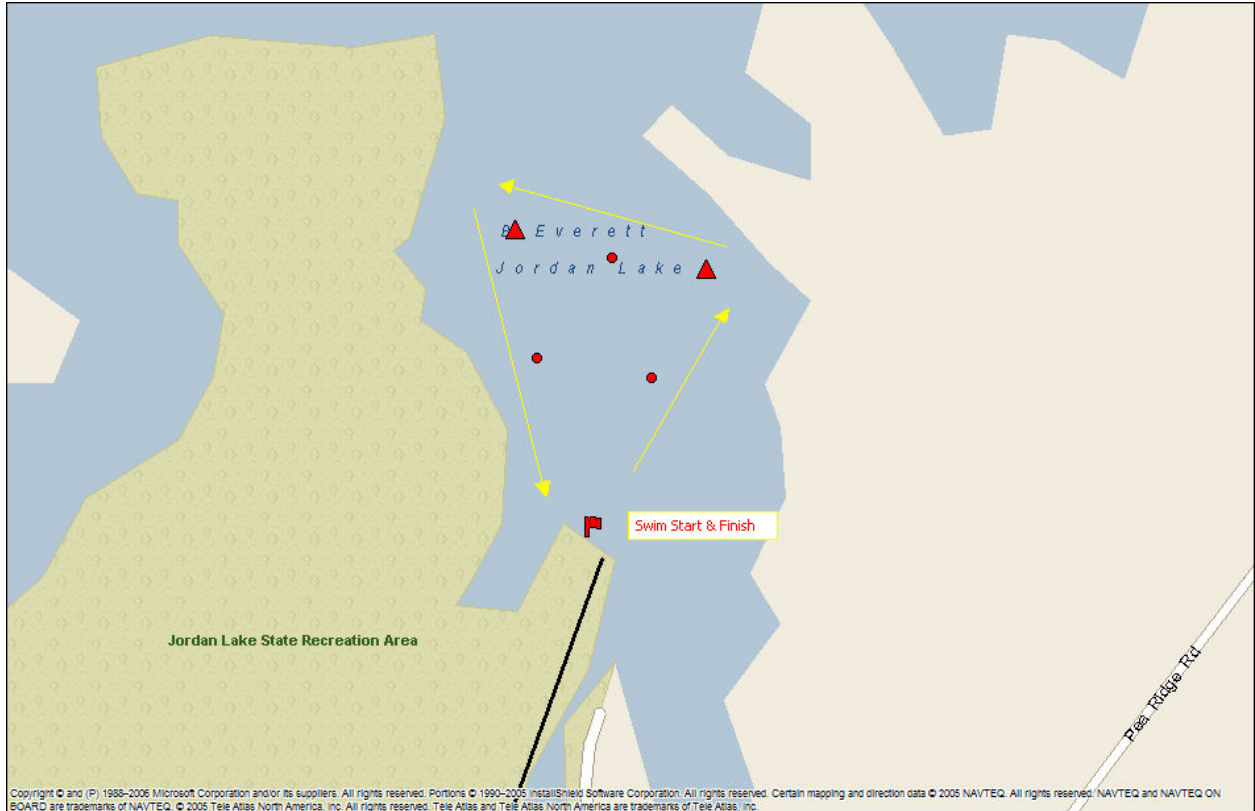 B Everett
Jordan Lake
Swim Start & Finish
Jordan Lake State Recreation Area
Pea Ridge Rd
Copyright © and (P) 1988–2006 Microsoft Corporation and/or its suppliers. All rights reserved. Portions © 1990–2005 InstallShield Software Corporation. All rights reserved. Certain mapping and direction data © 2005 NAVTEQ. All rights reserved. NAVTEQ and NAVTEQ ON
BOARD are trademarks of NAVTEQ. © 2005 Tele Atlas North America, Inc. All rights reserved. Tele Atlas and Tele Atlas North America are trademarks of Tele Atlas, Inc.